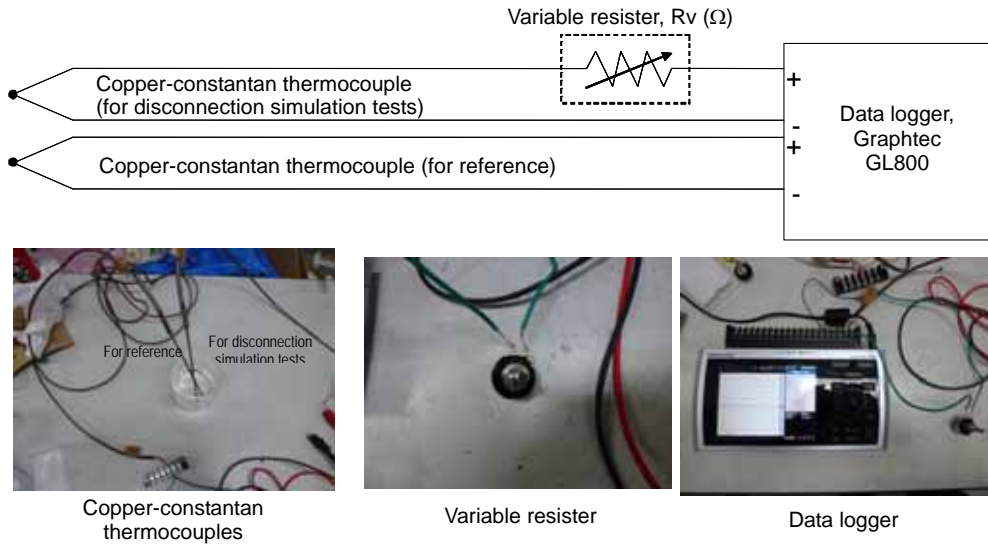 Variable resister, Rv (Ω)
Copper-constantan thermocouple
(for disconnection simulation tests)
+
-
Copper-constantan thermocouple (for reference)
+
-
Data logger,
Graphtec
GL800
For reference
For disconnection
simulation tests
Copper-constantan
thermocouples
Variable resister
Data logger